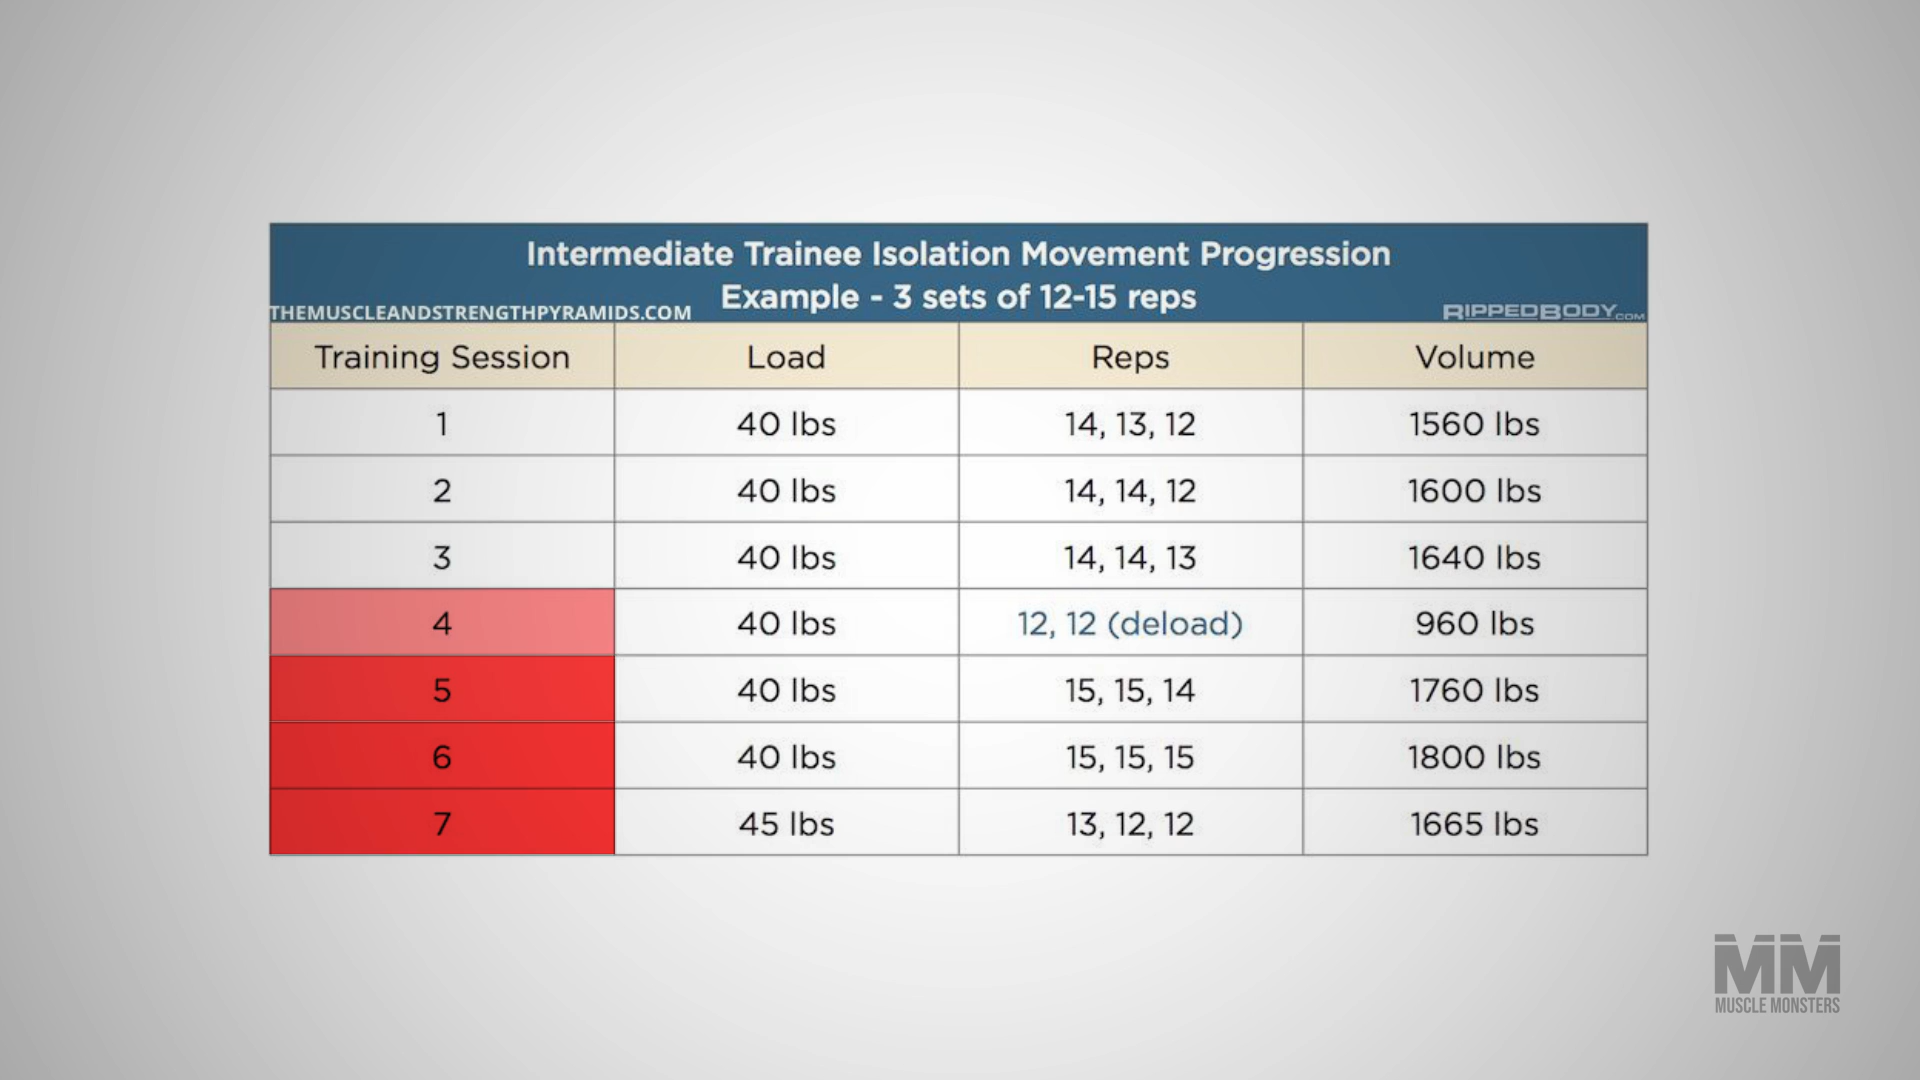 Intermediate Trainee Isolation Movement Progression
Example - 3 sets of 12-15 reps
THEMUSCLEANDSTRENGTHPYRAMIDS.COM
RIPPEDBODY.COM
Training Session Load Reps Volume
1 40 lbs 14, 13, 12 1560 lbs
2 40 lbs 14, 14, 12 1600 lbs
3 40 lbs 14, 14, 13 1640 lbs
4 40 lbs 12, 12 (deload) 960 lbs
5 40 lbs 15, 15, 14 1760 lbs
6 40 lbs 15, 15, 15 1800 lbs
7 45 lbs 13, 12, 12 1665 lbs
MM
MUSCLE MONSTERS